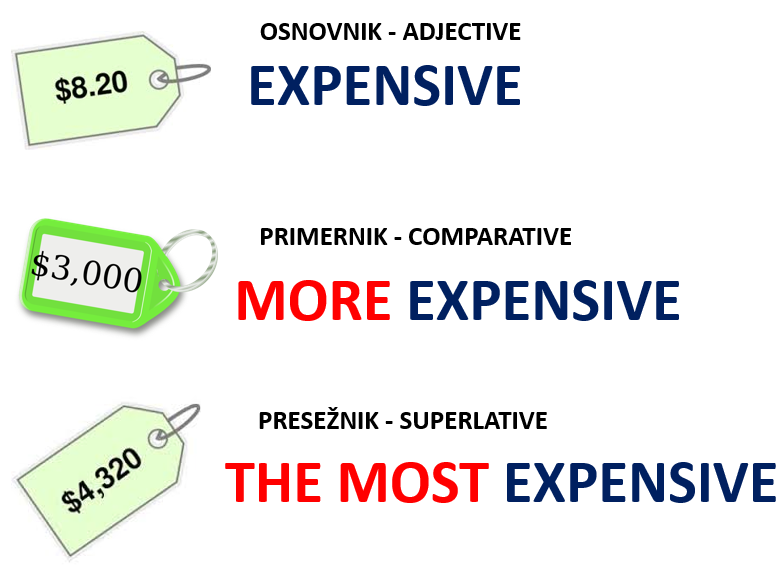 OSNOVNIK - ADJECTIVE
$8.20
EXPENSIVE
PRIMERNIK - COMPARATIVE
$3,000
MORE EXPENSIVE
PRESEŽNIK - SUPERLATIVE
$4,320
THE MOST EXPENSIVE